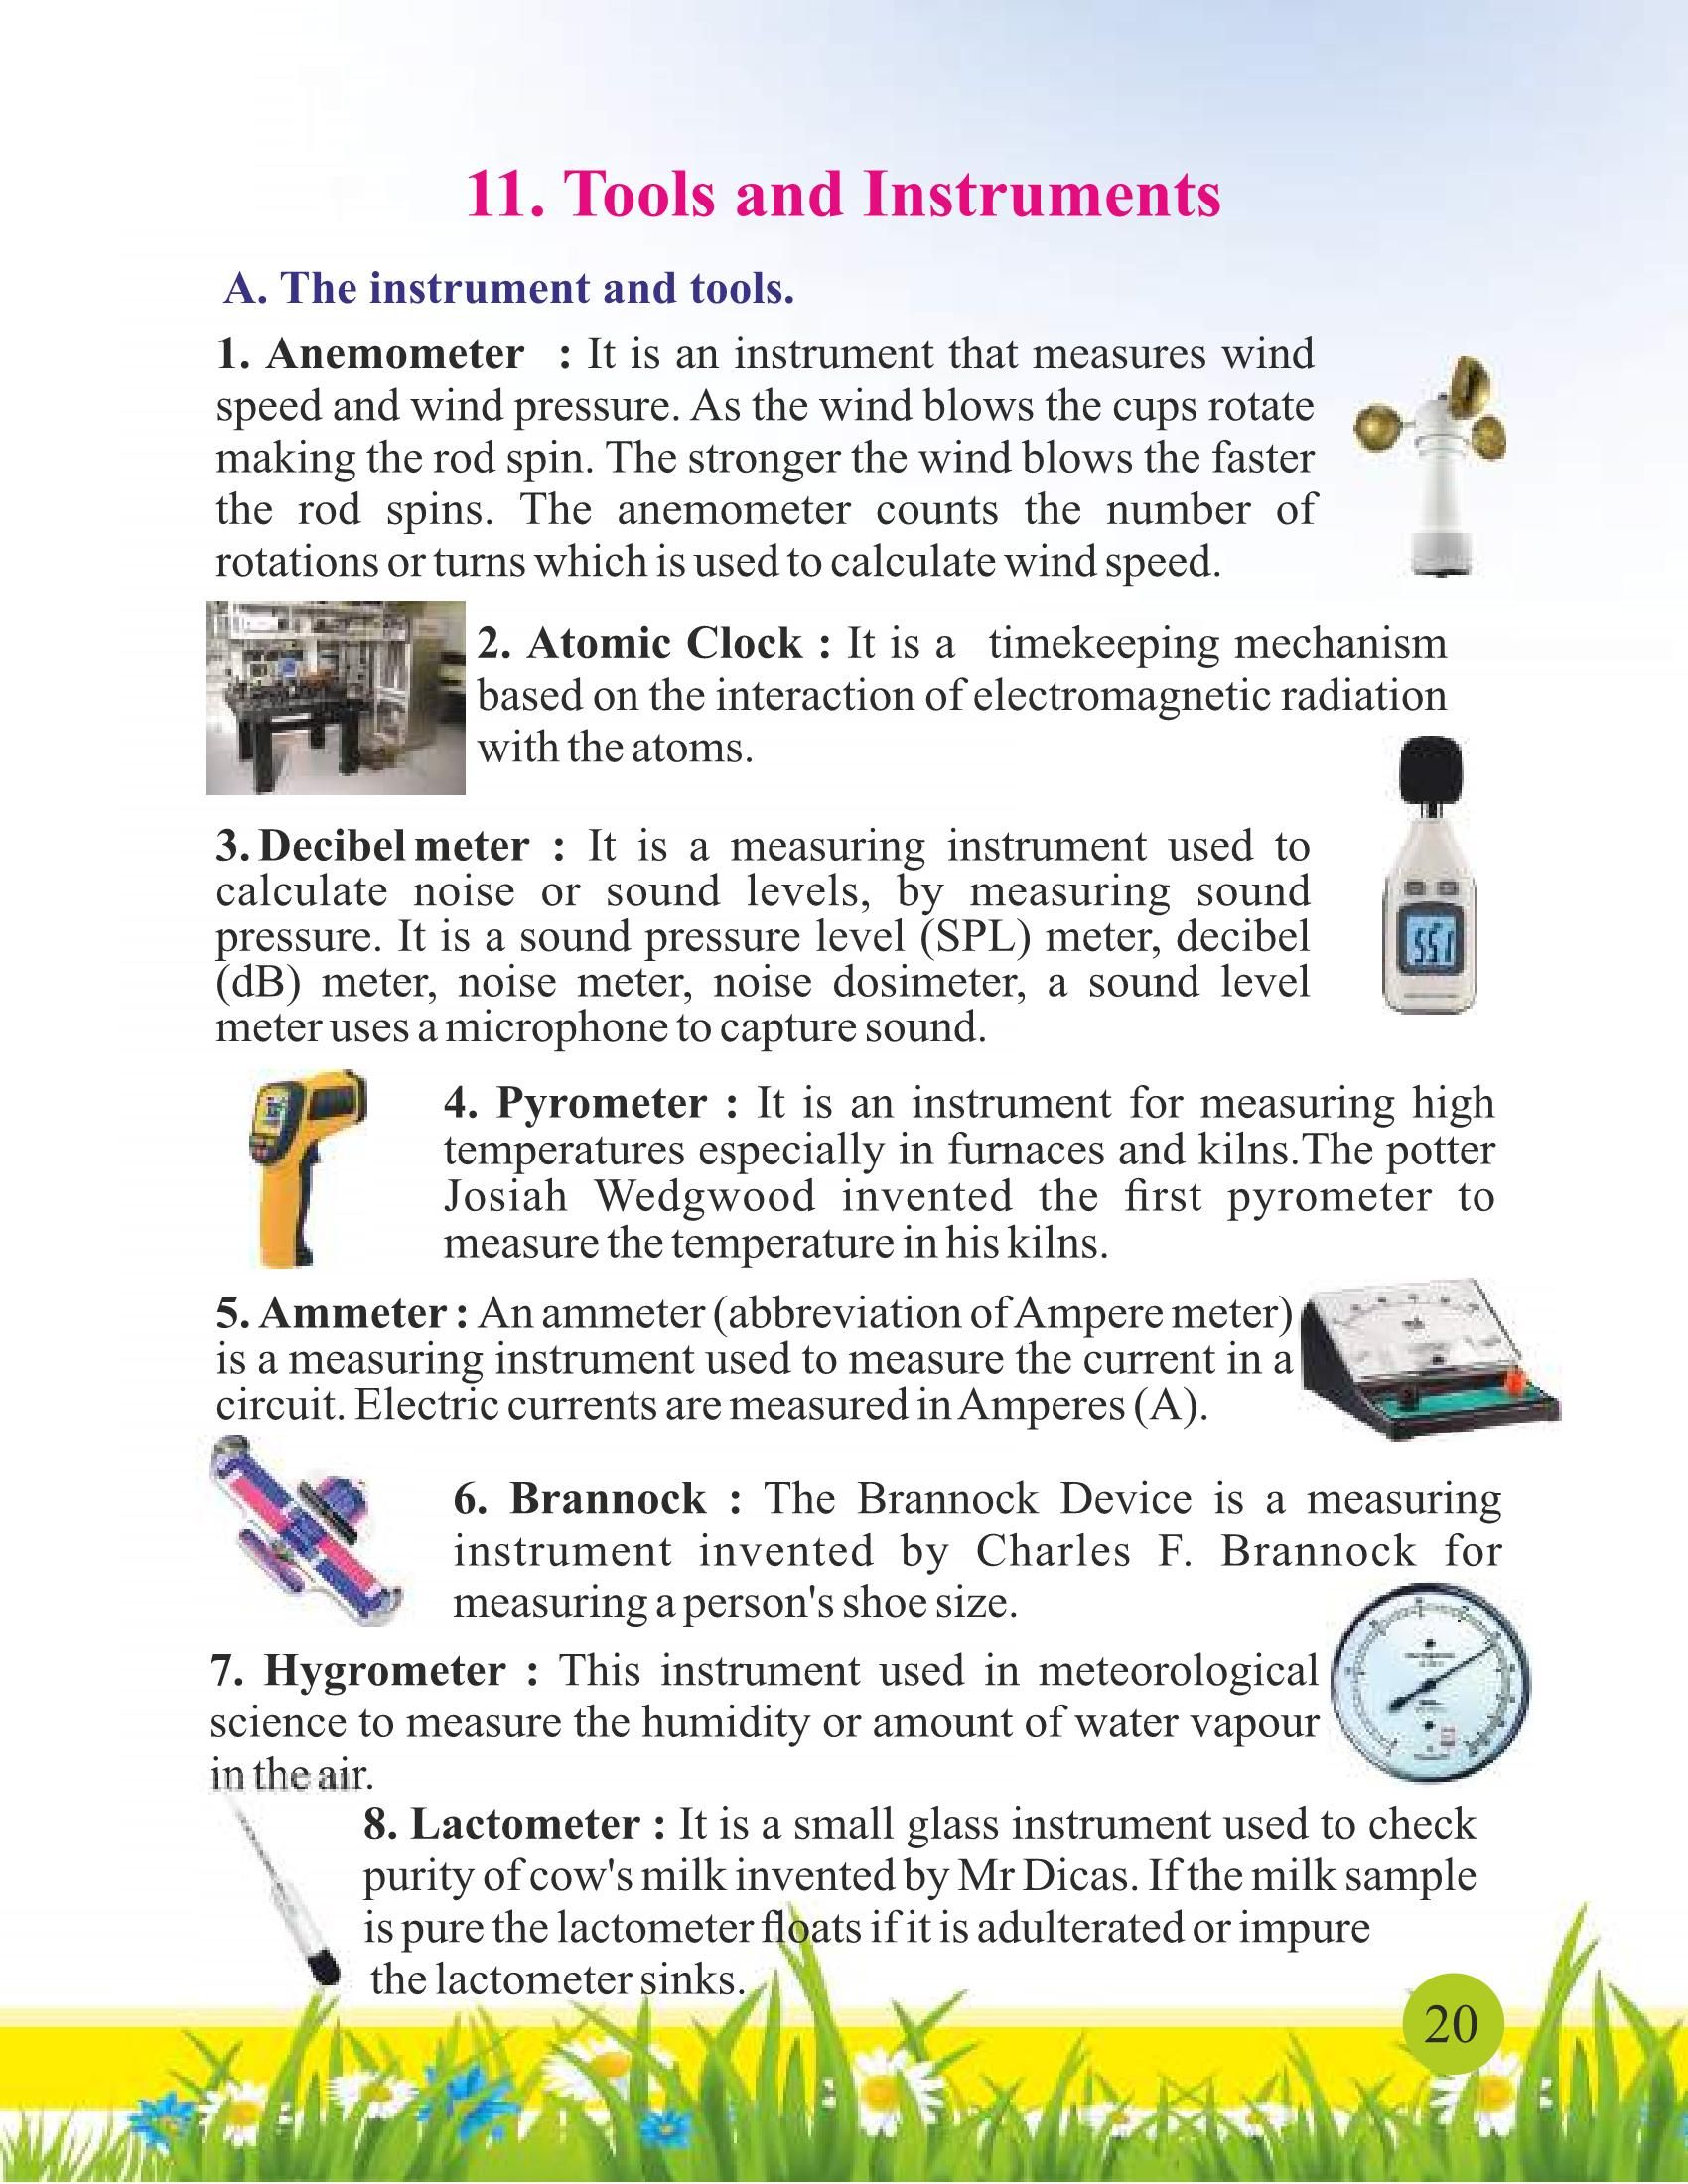 11. Tools and Instruments
A. The instrument and tools.
1. Anemometer : It is an instrument that measures wind
speed and wind pressure. As the wind blows the cups rotate
making the rod spin. The stronger the wind blows the faster
the rod spins. The anemometer counts the number of
rotations or turns which is used to calculate wind speed.
2. Atomic Clock : It is a timekeeping mechanism
based on the interaction of electromagnetic radiation
with the atoms.
3. Decibel meter : It is a measuring instrument used to
calculate noise or sound levels, by measuring sound
pressure. It is a sound pressure level (SPL) meter, decibel
(dB) meter, noise meter, noise dosimeter, a sound level
meter uses a microphone to capture sound.
4. Pyrometer : It is an instrument for measuring high
temperatures especially in furnaces and kilns.The potter
Josiah Wedgwood invented the first pyrometer to
measure the temperature in his kilns.
5. Ammeter : An ammeter (abbreviation of Ampere meter)
is a measuring instrument used to measure the current in a
circuit. Electric currents are measured in Amperes (A).
6. Brannock : The Brannock Device is a measuring
instrument invented by Charles F. Brannock for
measuring a person's shoe size.
7. Hygrometer : This instrument used in meteorological
science to measure the humidity or amount of water vapour
in the air.
8. Lactometer : It is a small glass instrument used to check
purity of cow's milk invented by Mr Dicas. If the milk sample
is pure the lactometer floats if it is adulterated or impure
the lactometer sinks.
20